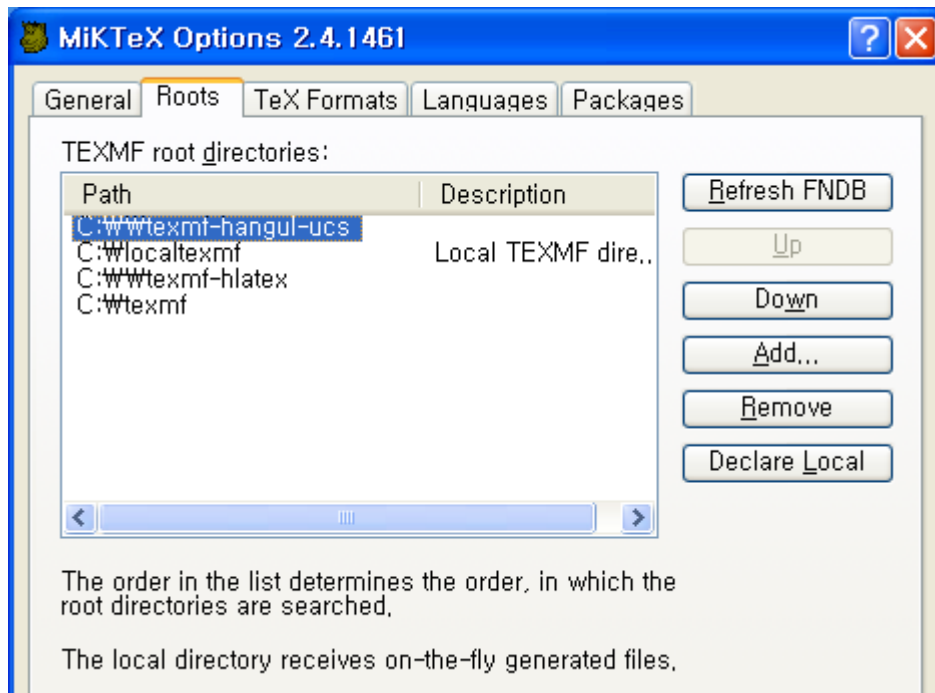 MiKTeX Options 2.4.1461
General Roots TeX Formats Languages Packages
TEXMF root directories:
Path Description
Refresh FNDB
C:₩₩texmf-hangul-ucs
C:₩localtexmf Local TEXMF dire...
Up
C:₩₩texmf-hlatex
C:₩texmf
Down
Add...
Remove
Declare Local
The order in the list determines the order, in which the
root directories are searched.
The local directory receives on-the-fly generated files.